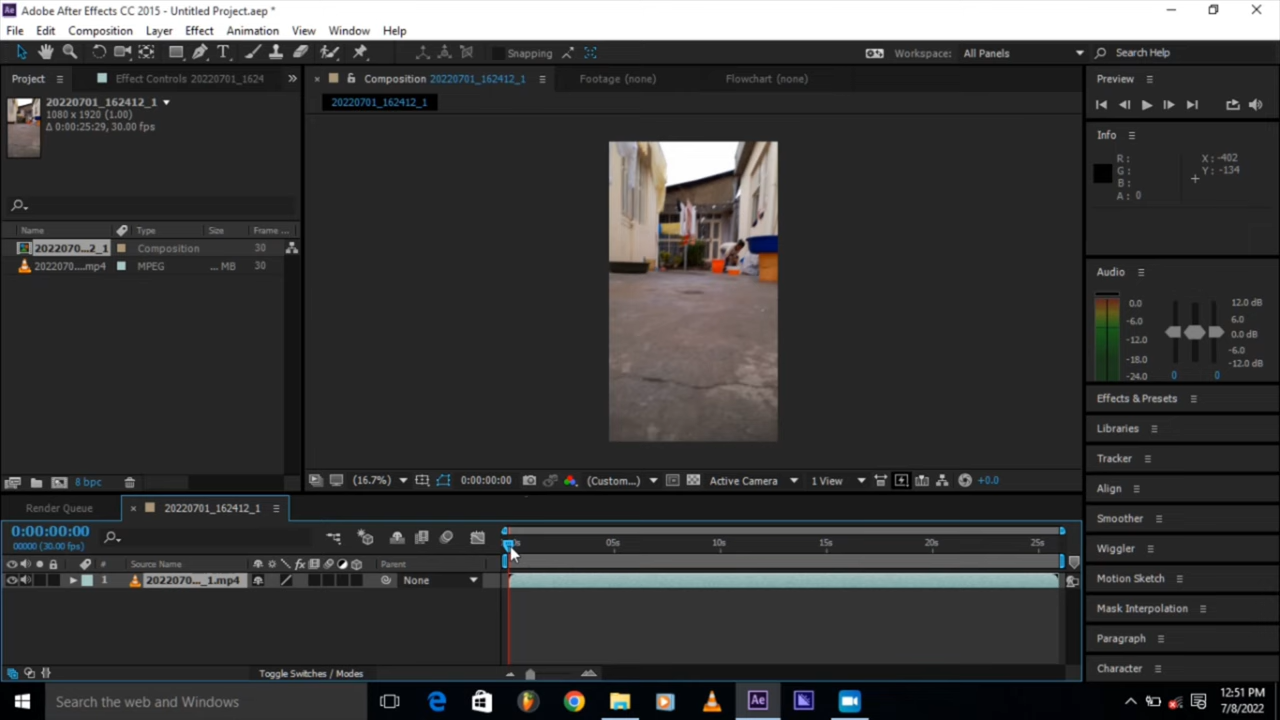 Adobe After Effects CC 2015 - Untitled Project.aep *
File Edit Composition Layer Effect Animation View Window Help
Snapping
Workspace: All Panels
Search Help
Project
Effect Controls 20220701_1624
Composition 20220701_162412_1
Footage (none)
Flowchart (none)
Preview
20220701_162412_1
1080 x 1920 (1.00)
Δ 0:00:25:29, 30.00 fps
20220701_162412_1
Info
R :
G :
B :
A : 0
X : -402
Y : -134
Name Type Size Frame ...
2022070...2_1 Composition 30
2022070....mp4 MPEG ... MB 30
Audio
0.0
-6.0
-12.0
-18.0
-24.0
12.0 dB
6.0
0.0 dB
-6.0
-12.0 dB
0 0
Effects & Presets
Libraries
Tracker
Align
Smoother
Wiggler
Motion Sketch
Mask Interpolation
Paragraph
Character
8 bpc
(16.7%)
0:00:00:00
(Custom...)
Active Camera
1 View
+0.0
Render Queue
20220701_162412_1
0:00:00:00
00000 (30.00 fps)
05s 10s 15s 20s 25s
# Source Name Parent
1 2022070..._1.mp4 None
Toggle Switches / Modes
Search the web and Windows
Ae
12:51 PM
7/8/2022